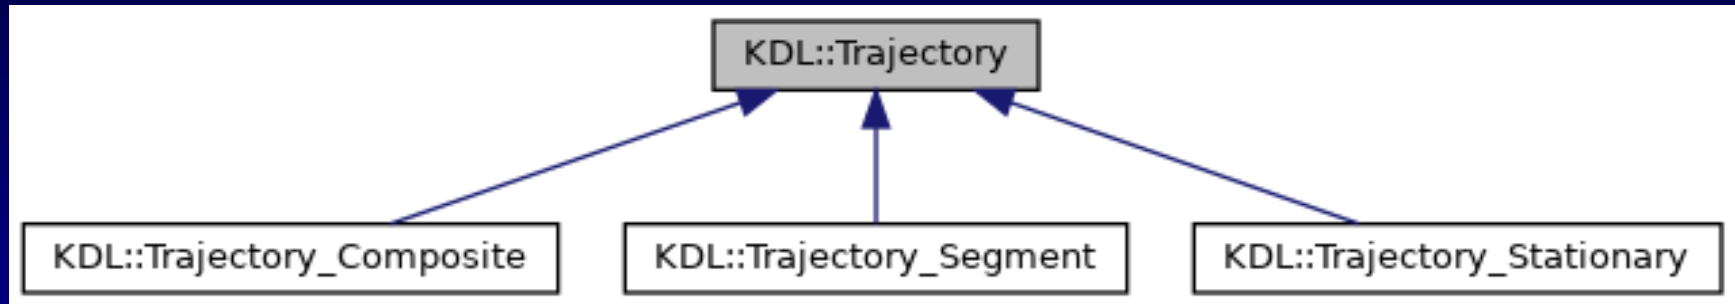 KDL::Trajectory
KDL::Trajectory_Composite
KDL::Trajectory_Segment
KDL::Trajectory_Stationary